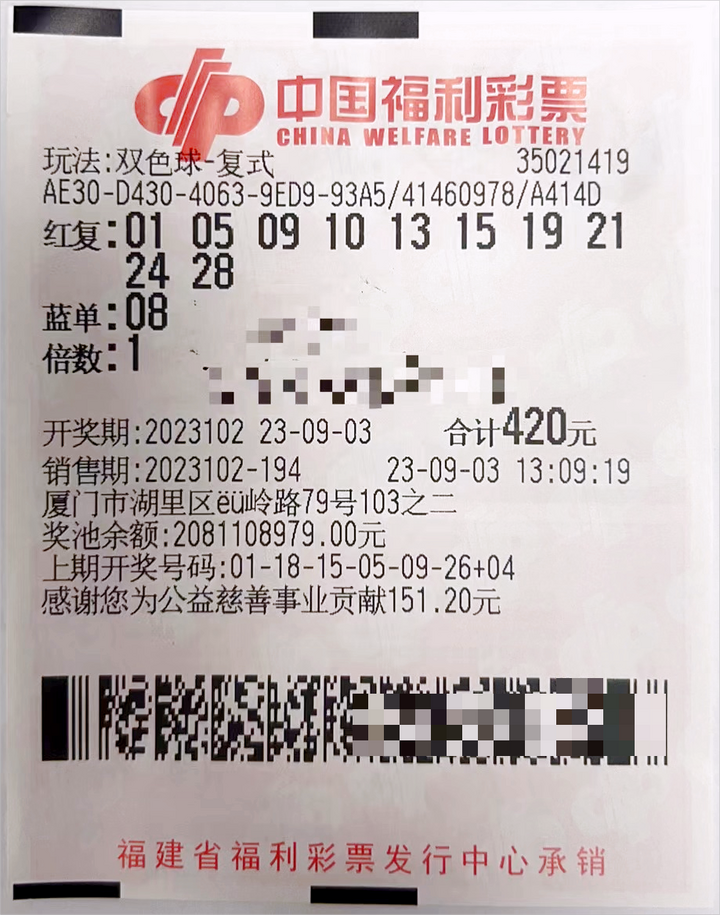 中国福利彩票
CHINA WELFARE LOTTERY
玩法:双色球-复式 35021419
AE30-D430-4063-9ED9-93A5/41460978/A414D
红复:01 05 09 10 13 15 19 21
24 28
蓝单:08
倍数:1
开奖期:2023102 23-09-03 合计420元
销售期:2023102-194 23-09-03 13:09:19
厦门市湖里区ëü岭路79号103之二
奖池余额:2081108979.00元
上期开奖号码:01-18-15-05-09-26+04
感谢您为公益慈善事业贡献151.20元
福建省福利彩票发行中心承销